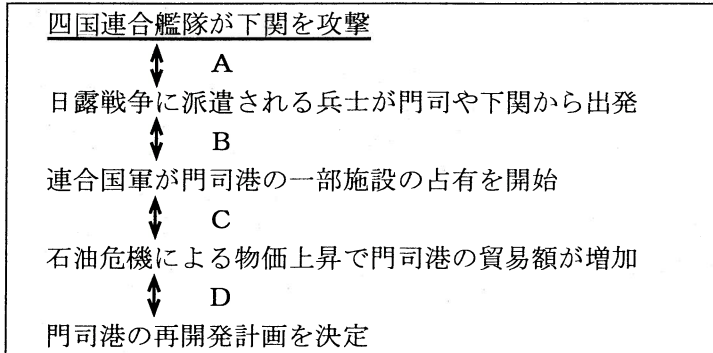 四国連合艦隊が下関を攻撃
A
日露戦争に派遣される兵士が門司や下関から出発
B
連合国軍が門司港の一部施設の占有を開始
C
石油危機による物価上昇で門司港の貿易額が増加
D
門司港の再開発計画を決定